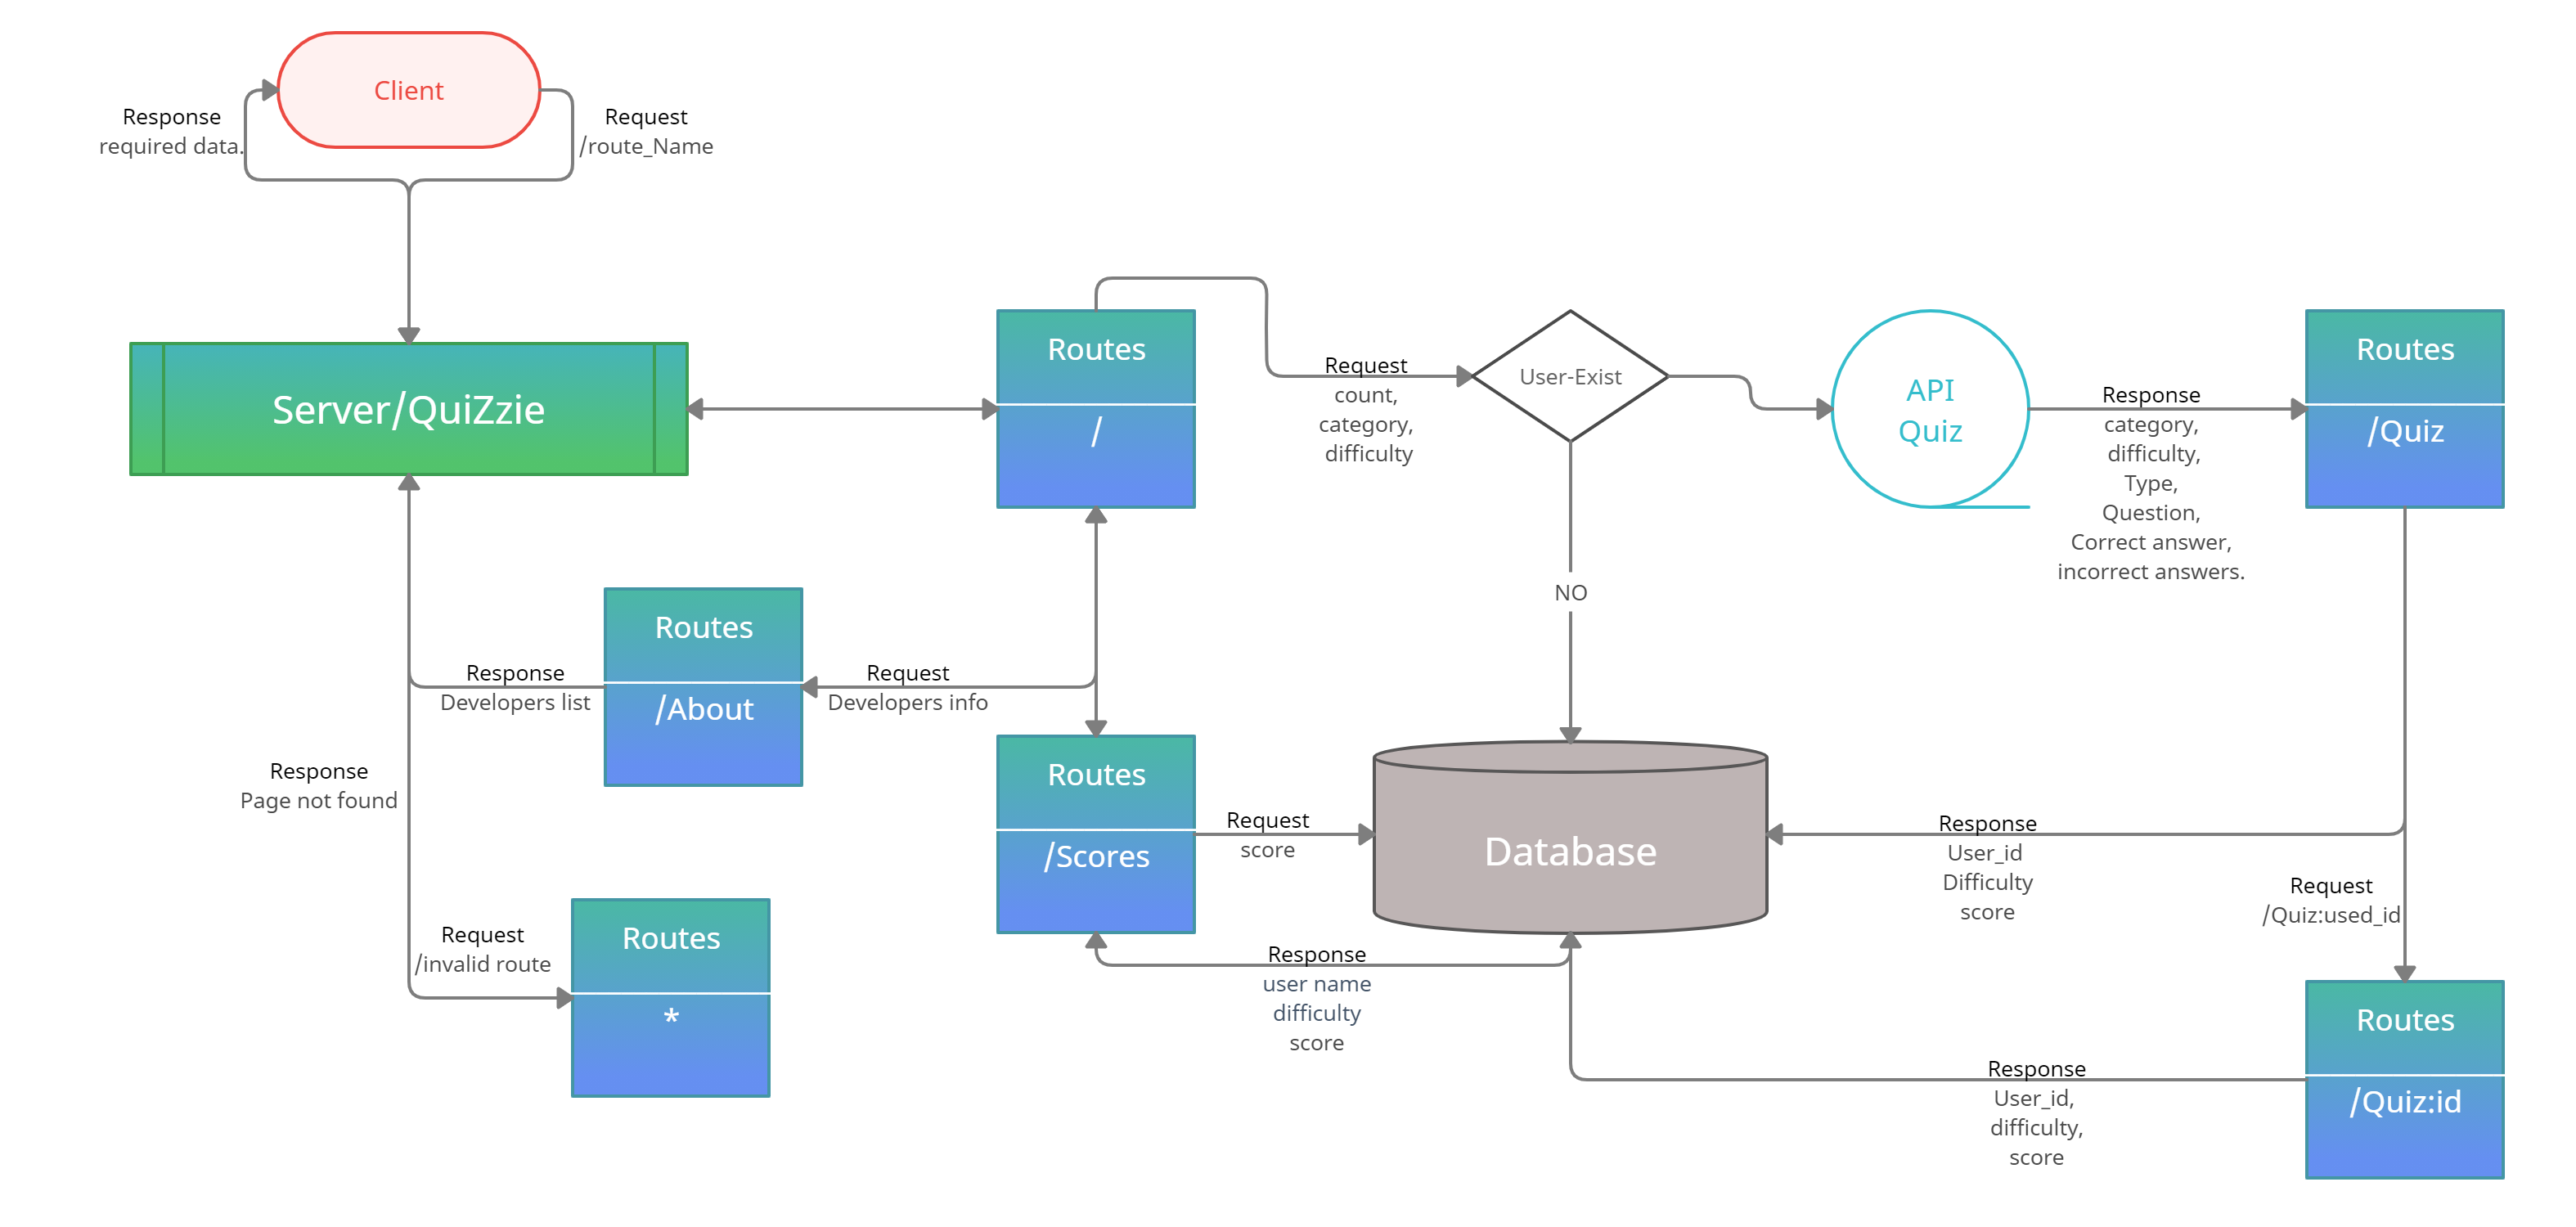 Client
Response
required data.
Request
/route_Name
Server/QuiZzie
Routes
/
Request
count,
category,
difficulty
User-Exist
API
Quiz
Response
category,
difficulty,
Type,
Question,
Correct answer,
incorrect answers.
Routes
/Quiz
NO
Routes
/About
Response
Developers list
Request
Developers info
Response
Page not found
Routes
/Scores
Request
score
Database
Response
User_id
Difficulty
score
Request
/Quiz:used_id
Request
/invalid route
Routes
*
Response
user name
difficulty
score
Response
User_id,
difficulty,
score
Routes
/Quiz:id